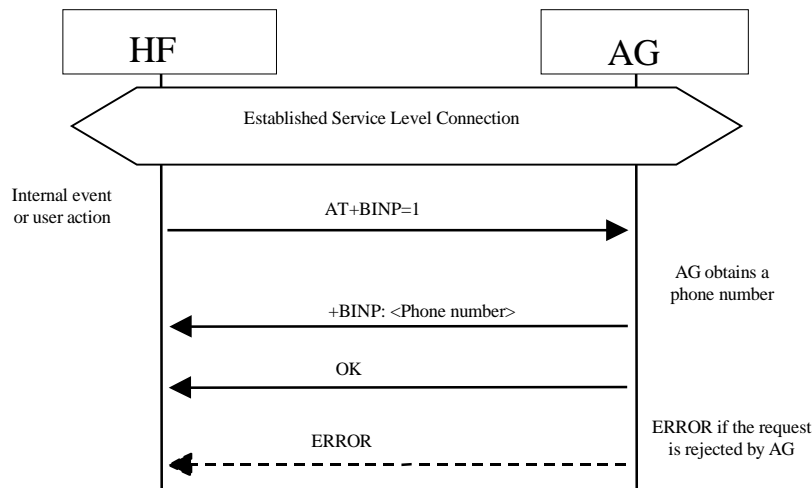 HF
AG
Established Service Level Connection
Internal event
or user action
AT+BINP=1
AG obtains a
phone number
+BINP: <Phone number>
OK
ERROR
ERROR if the request
is rejected by AG